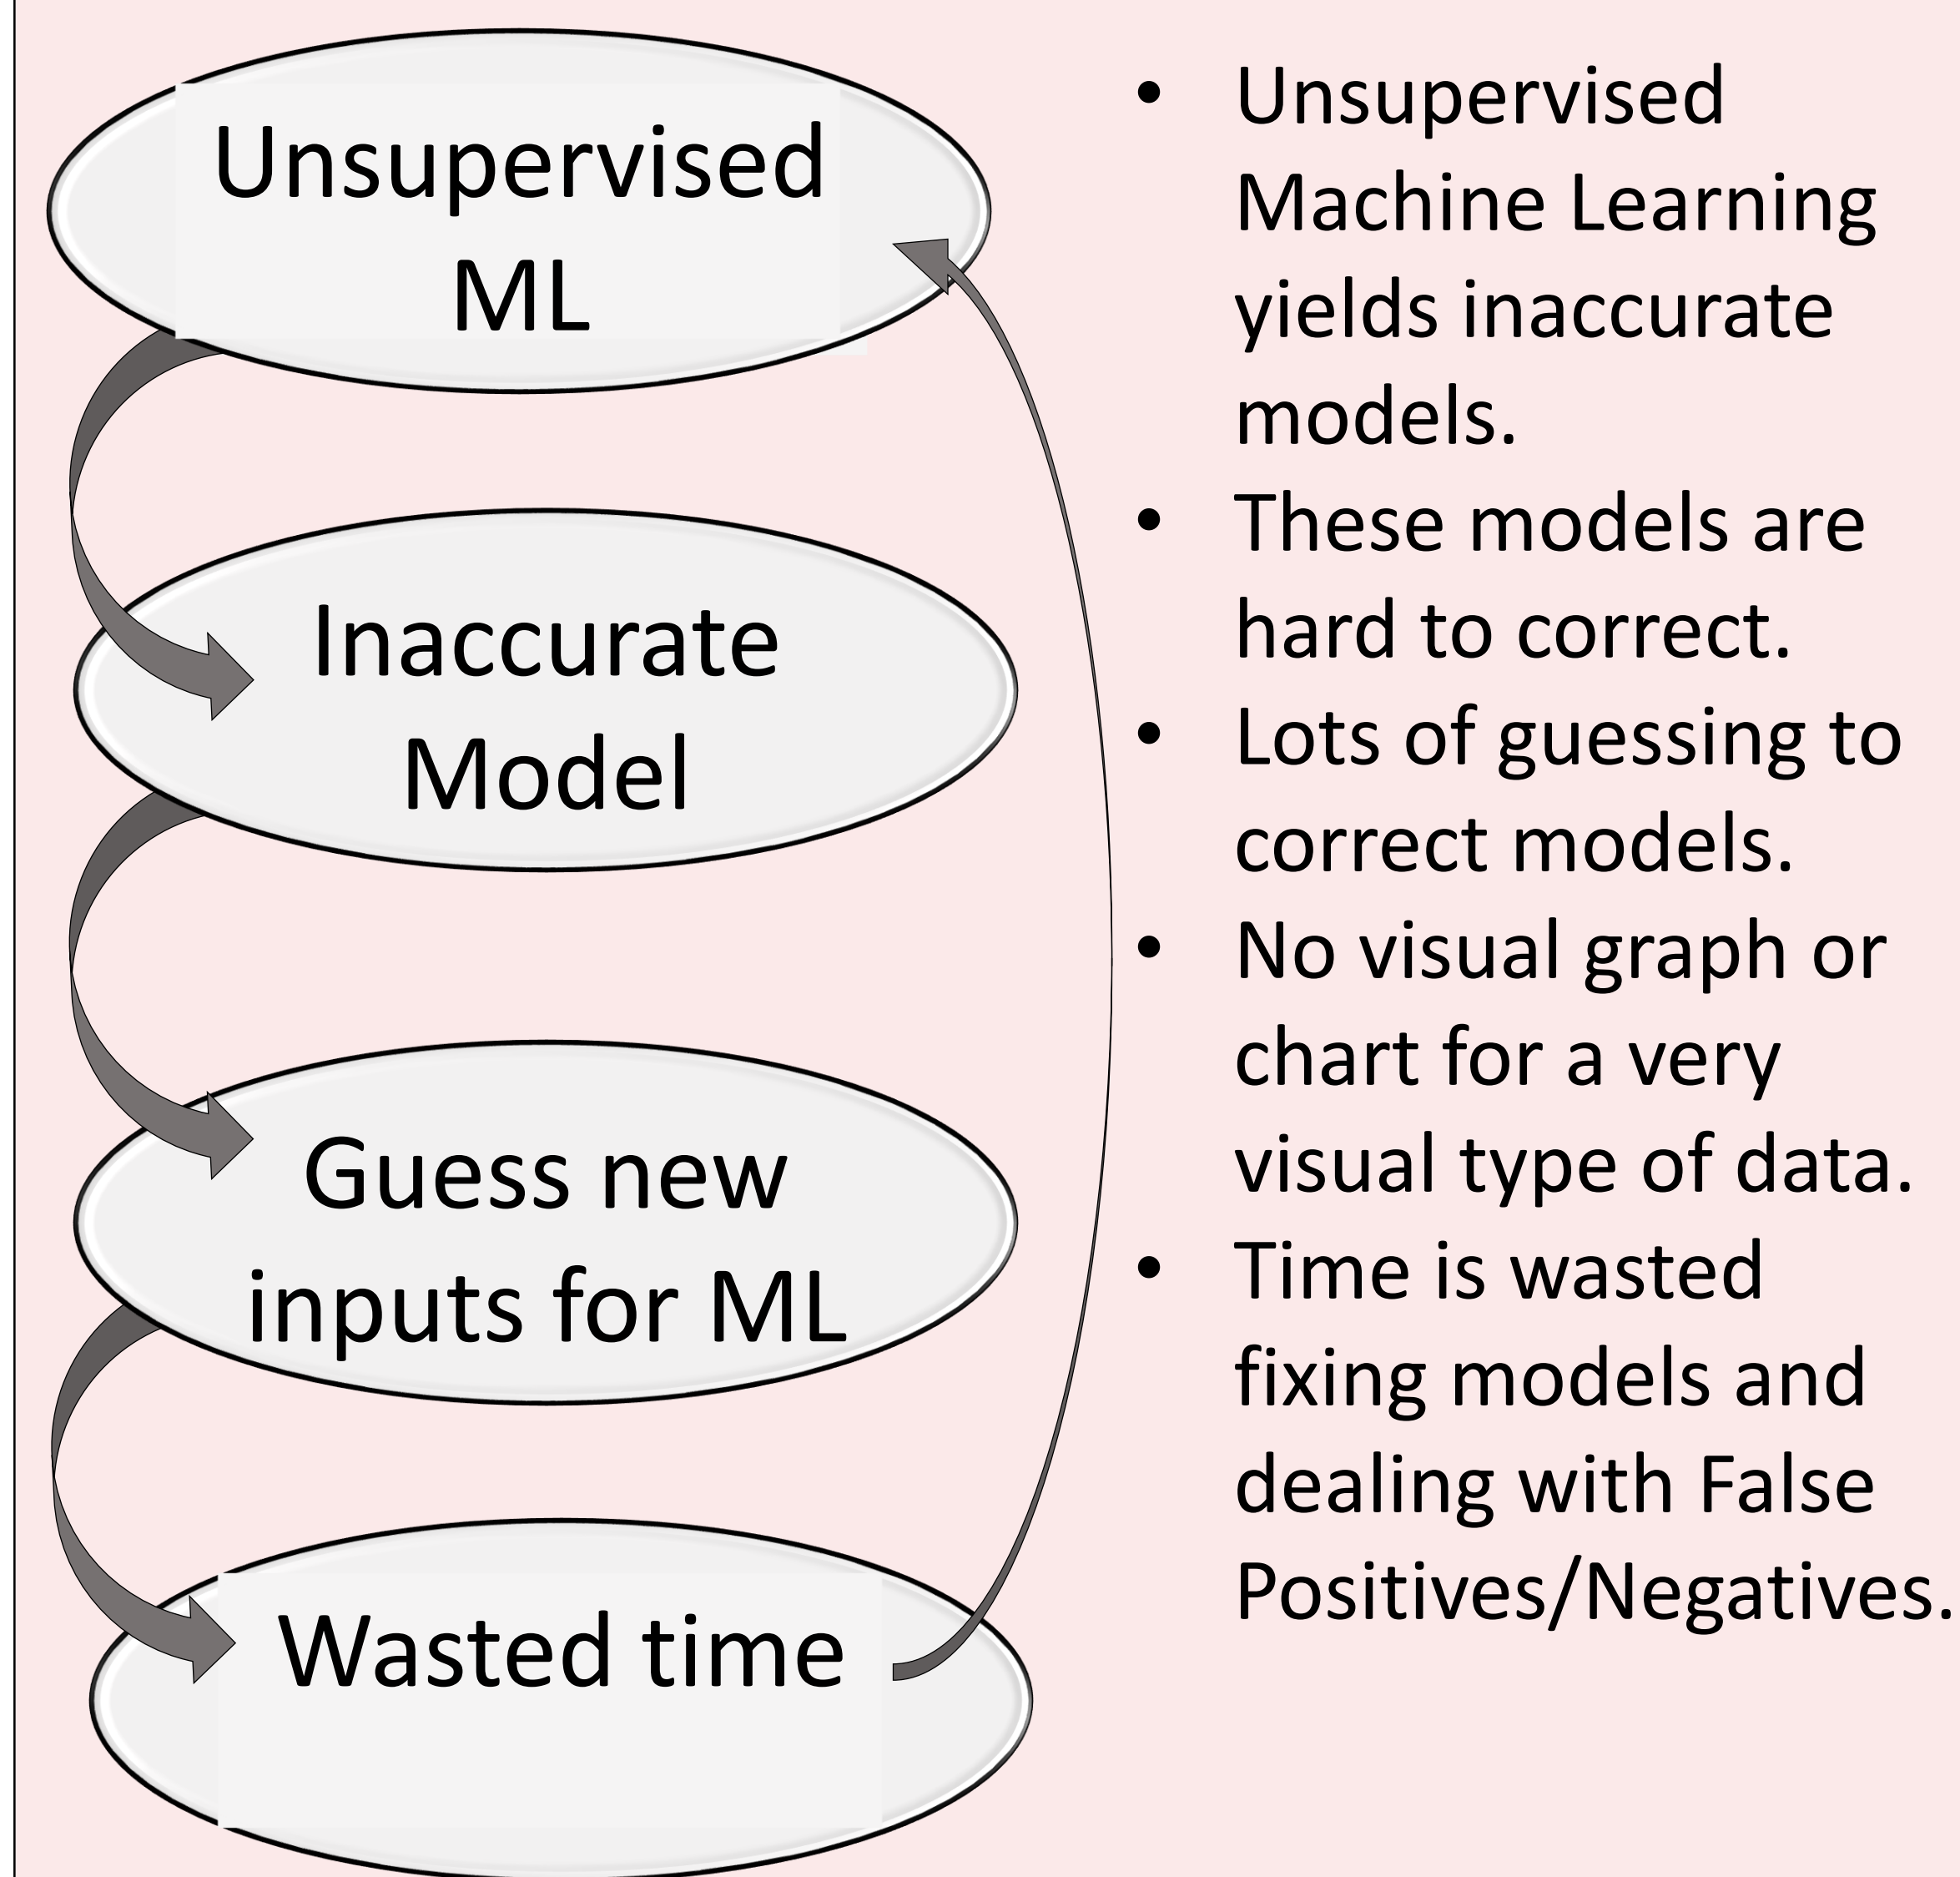 Unsupervised
ML
Inaccurate
Model
Guess new
inputs for ML
Wasted time
• Unsupervised
Machine Learning
yields inaccurate
models.
• These models are
hard to correct.
• Lots of guessing to
correct models.
• No visual graph or
chart for a very
visual type of data.
• Time is wasted
fixing models and
dealing with False
Positives/Negatives.